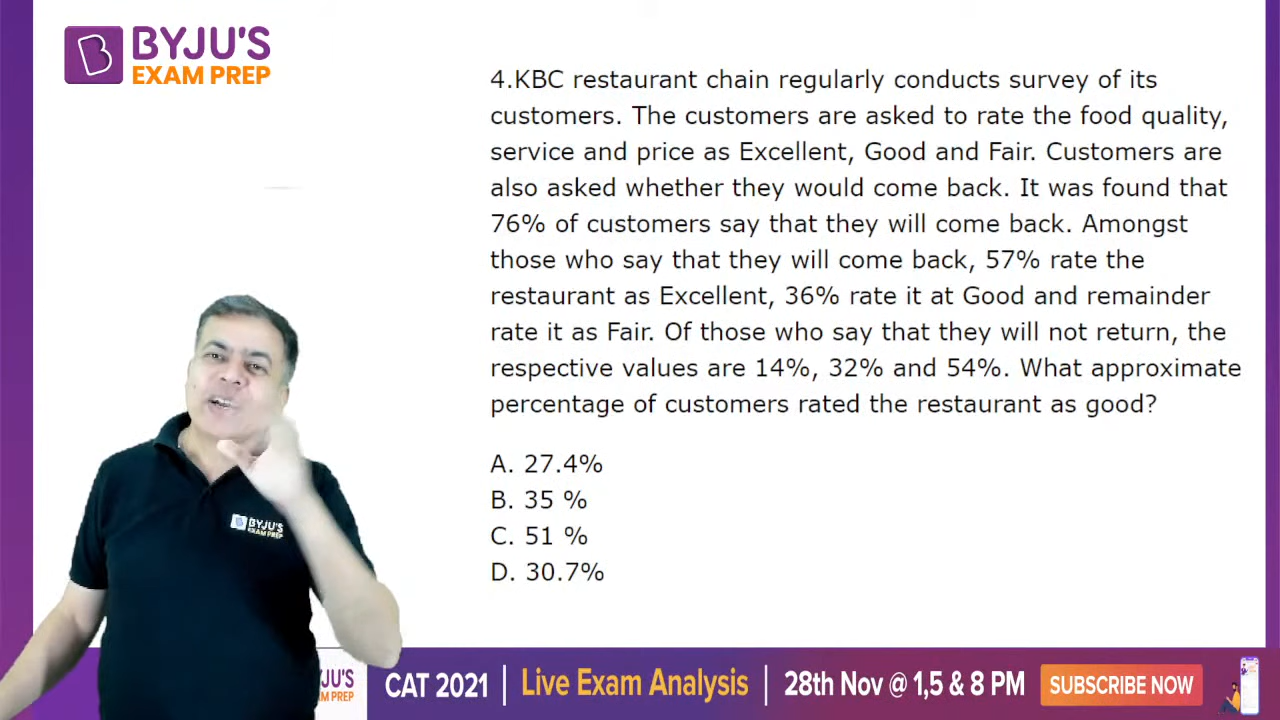 BYJU'S
EXAM PREP
4.KBC restaurant chain regularly conducts survey of its
customers. The customers are asked to rate the food quality,
service and price as Excellent, Good and Fair. Customers are
also asked whether they would come back. It was found that
76% of customers say that they will come back. Amongst
those who say that they will come back, 57% rate the
restaurant as Excellent, 36% rate it at Good and remainder
rate it as Fair. Of those who say that they will not return, the
respective values are 14%, 32% and 54%. What approximate
percentage of customers rated the restaurant as good?
A. 27.4%
B. 35 %
C. 51 %
D. 30.7%
BYJU'S
EXAM PREP
JU'S
M PREP
CAT 2021
Live Exam Analysis
28th Nov @ 1,5 & 8 PM
SUBSCRIBE NOW